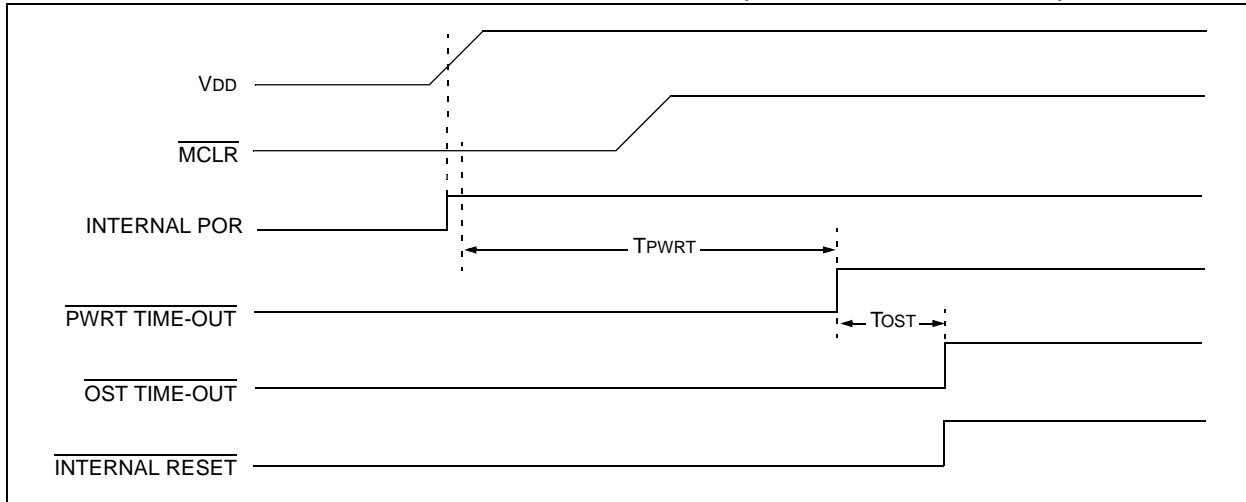 VDD
MCLR
INTERNAL POR
TPWRT
PWRT TIME-OUT
TOST
OST TIME-OUT
INTERNAL RESET